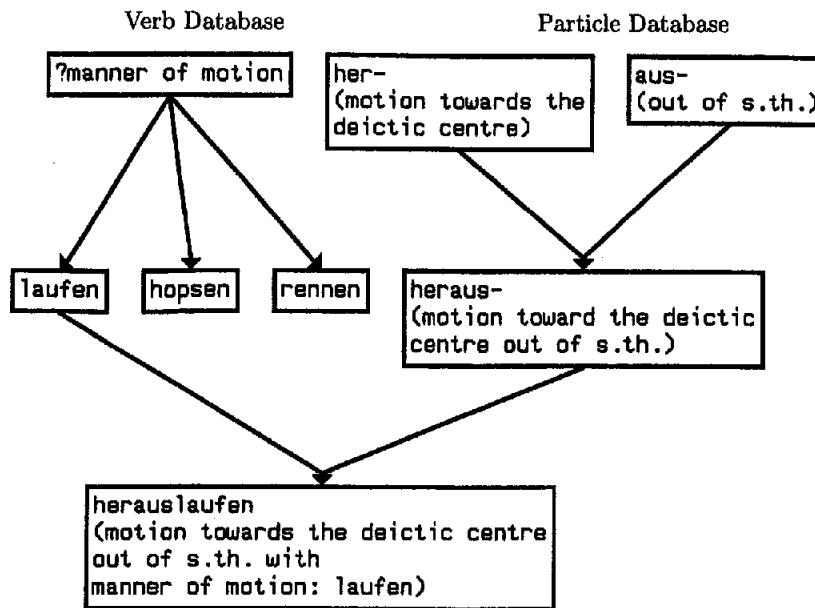 Verb Database
Particle Database
?manner of motion
her-
(motion towards the
deictic centre)
aus-
(out of s.th.)
laufen
hopsen
rennen
heraus-
(motion toward the deictic
centre out of s.th.)
herauslaufen
(motion towards the deictic centre
out of s.th. with
manner of motion: laufen)